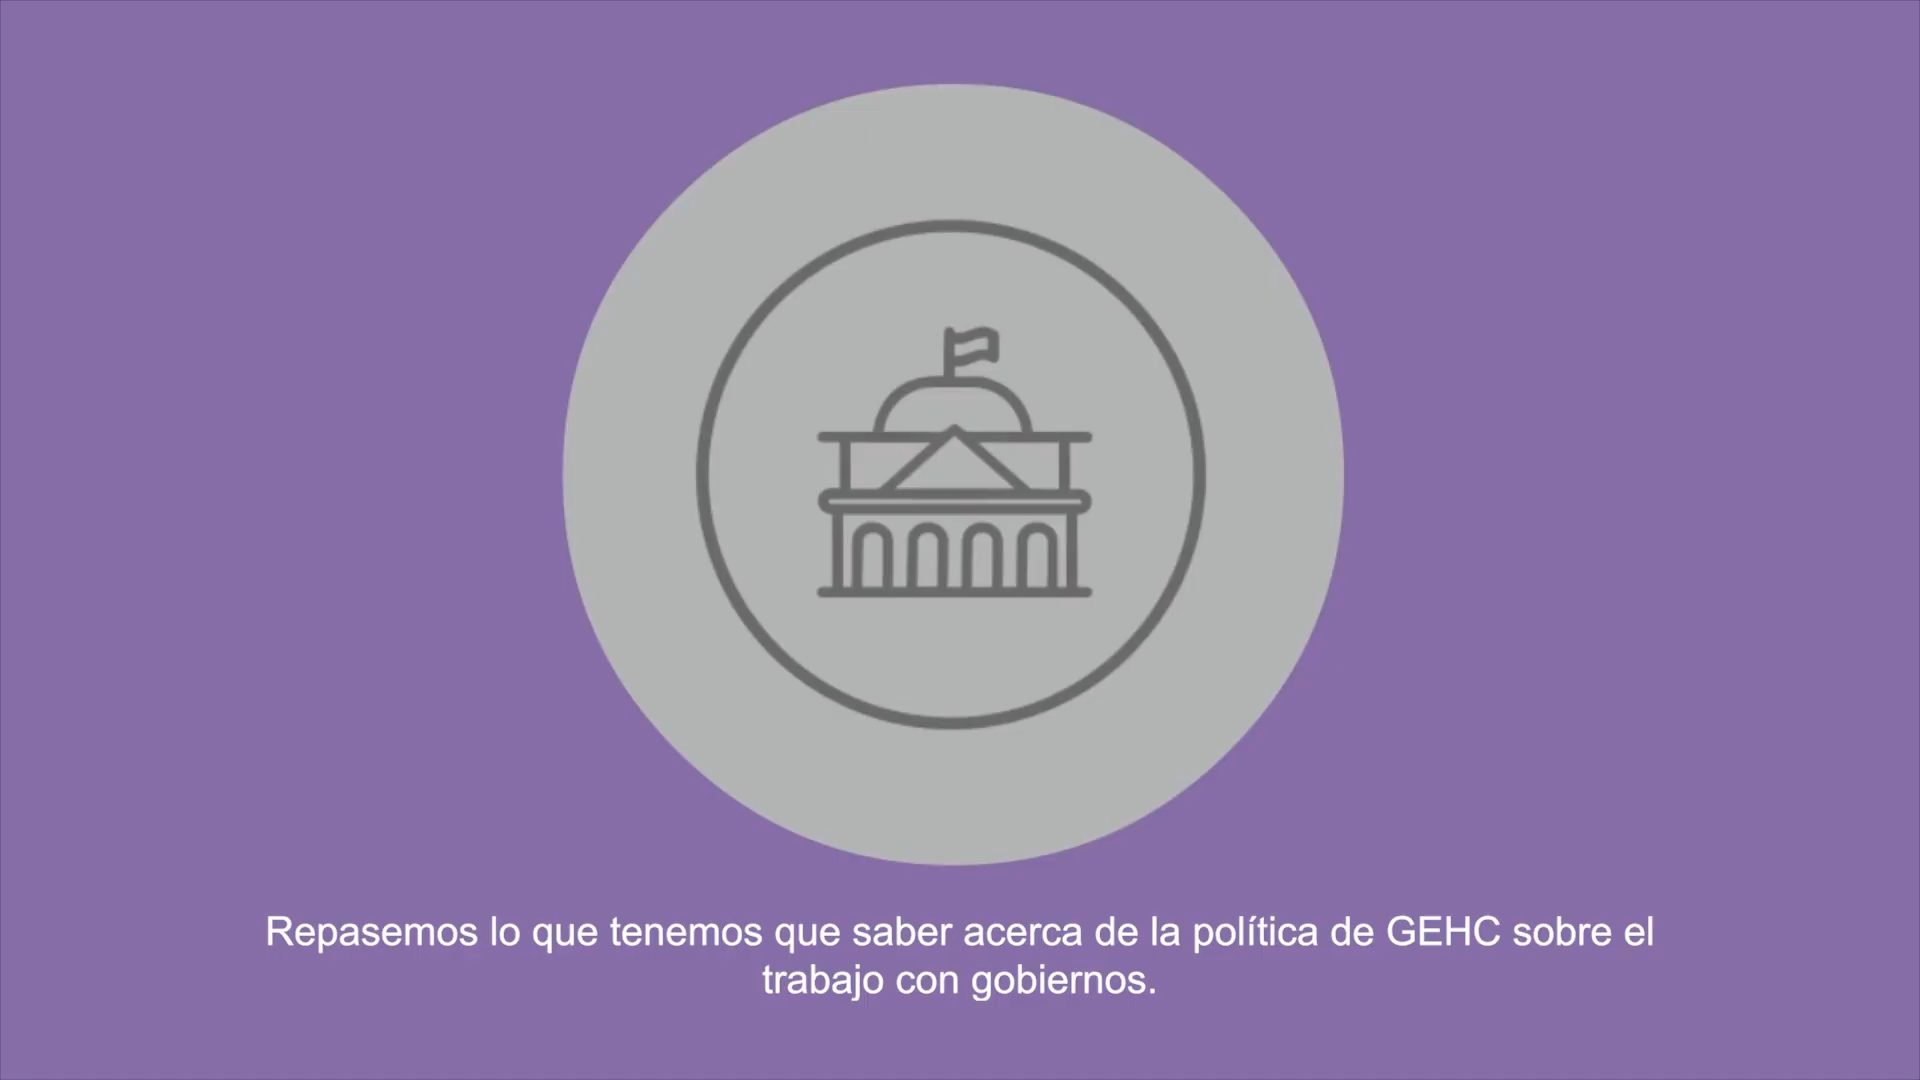 Repasemos lo que tenemos que saber acerca de la política de GEHC sobre el
trabajo con gobiernos.